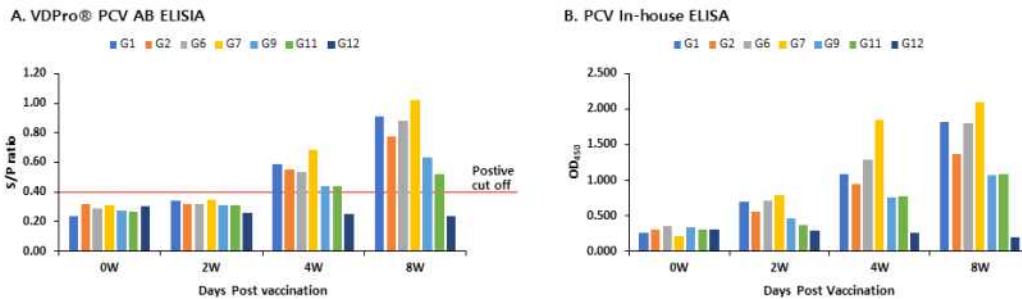 A. VDPro® PCV AB ELISIA
G1 G2 G6 G7 G9 G11 G12
1.20
1.00
0.80
0.60
0.40
0.20
0.00
S/P ratio
Postive
cut off
0W 2W 4W 8W
Days Post vaccination
B. PCV In-house ELISA
G1 G2 G6 G7 G9 G11 G12
2.500
2.000
1.500
1.000
0.500
0.000
OD450
0W 2W 4W 8W
Days Post Vaccination